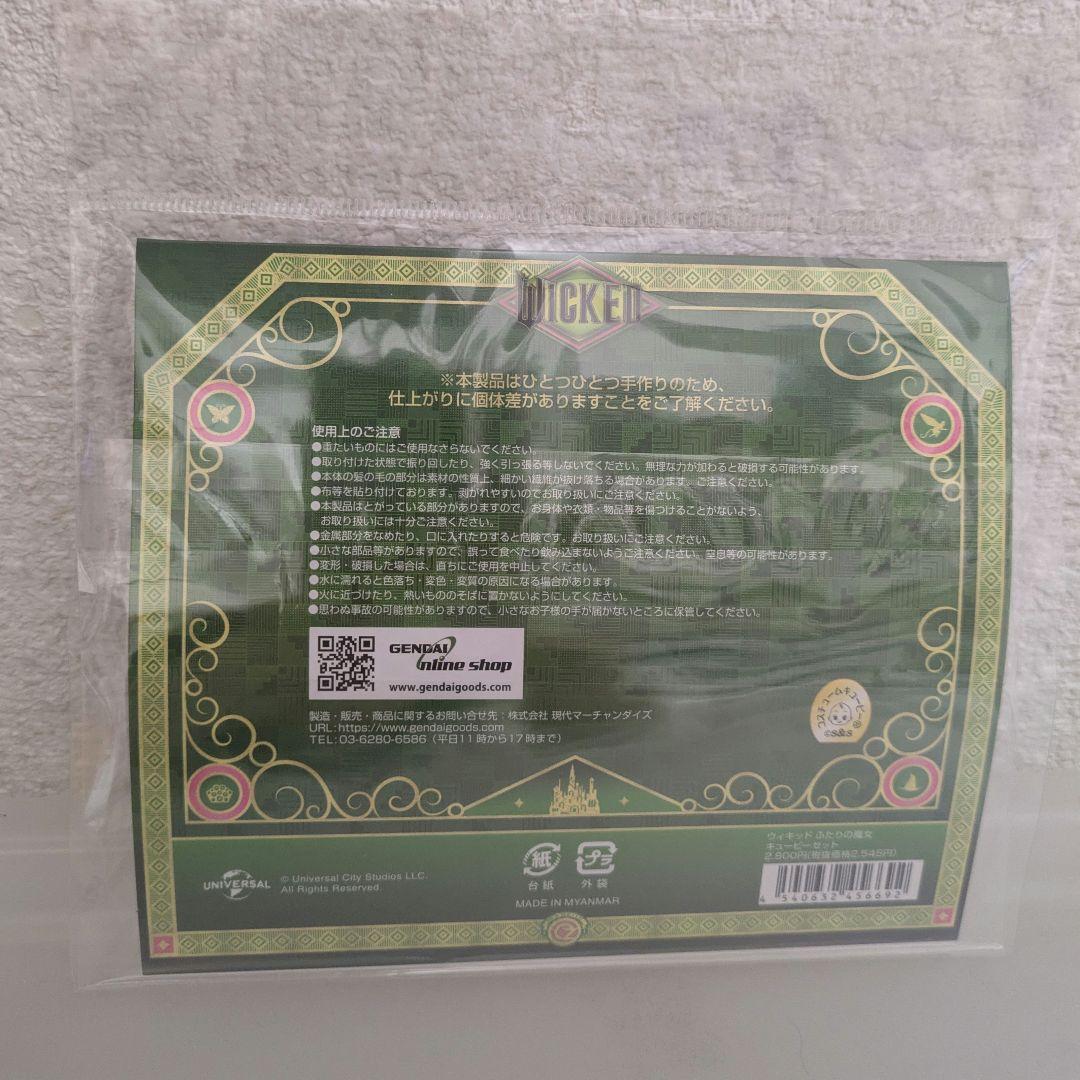 WICKED
※本製品はひとつひとつ手作りのため、
仕上がりに個体差がありますことをご了解ください。
使用上のご注意
●重たいものにはご使用なさらないでください。
●取り付けた状態で振り回したり、強く引っ張る等しないでください。無理な力が加わると破損する可能性があります。
●本体の髪の毛の部分は素材の性質上、細かい繊維が抜け落ちる場合があります。ご注意ください。
●布等を貼り付けております。剥がれやすいのでお取り扱いにご注意ください。
●本製品はとがっている部分がありますので、お身体や衣類・物品等を傷つけることがないよう、
お取り扱いには十分ご注意ください。
●金属部分をなめたり、口に入れたりすると危険です。お取り扱いにご注意ください。
●小さな部品等がありますので、誤って食べたり飲み込まないようご注意ください。窒息等の可能性があります。
●変形・破損した場合は、直ちにご使用を中止してください。
●水に濡れると色落ち・変色・変質の原因になる場合があります。
●火に近づけたり、熱いもののそばに置かないようにしてください。
●思わぬ事故の可能性がありますので、小さなお子様の手が届かないところに保管してください。
GENDAI
Online shop
www.gendaigoods.com
製造・販売・商品に関するお問い合せ先：株式会社 現代マーチャンダイズ
URL：https://www.gendaigoods.com
TEL：03-6280-6586（平日11時から17時まで）
コスチュームキューピー®
©S&S
UNIVERSAL
© Universal City Studios LLC.
All Rights Reserved.
紙
台紙
プラ
外袋
MADE IN MYANMAR
ウィキッド ふたりの魔女
キューピーセット
2,800円(税抜価格2,545円)
4 540632 456692